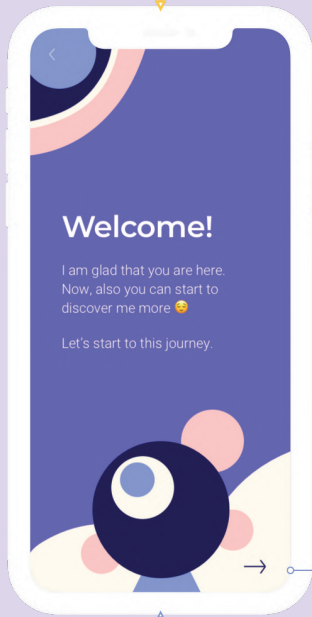 Welcome!
I am glad that you are here.
Now, also you can start to
discover me more 😌
Let's start to this journey.